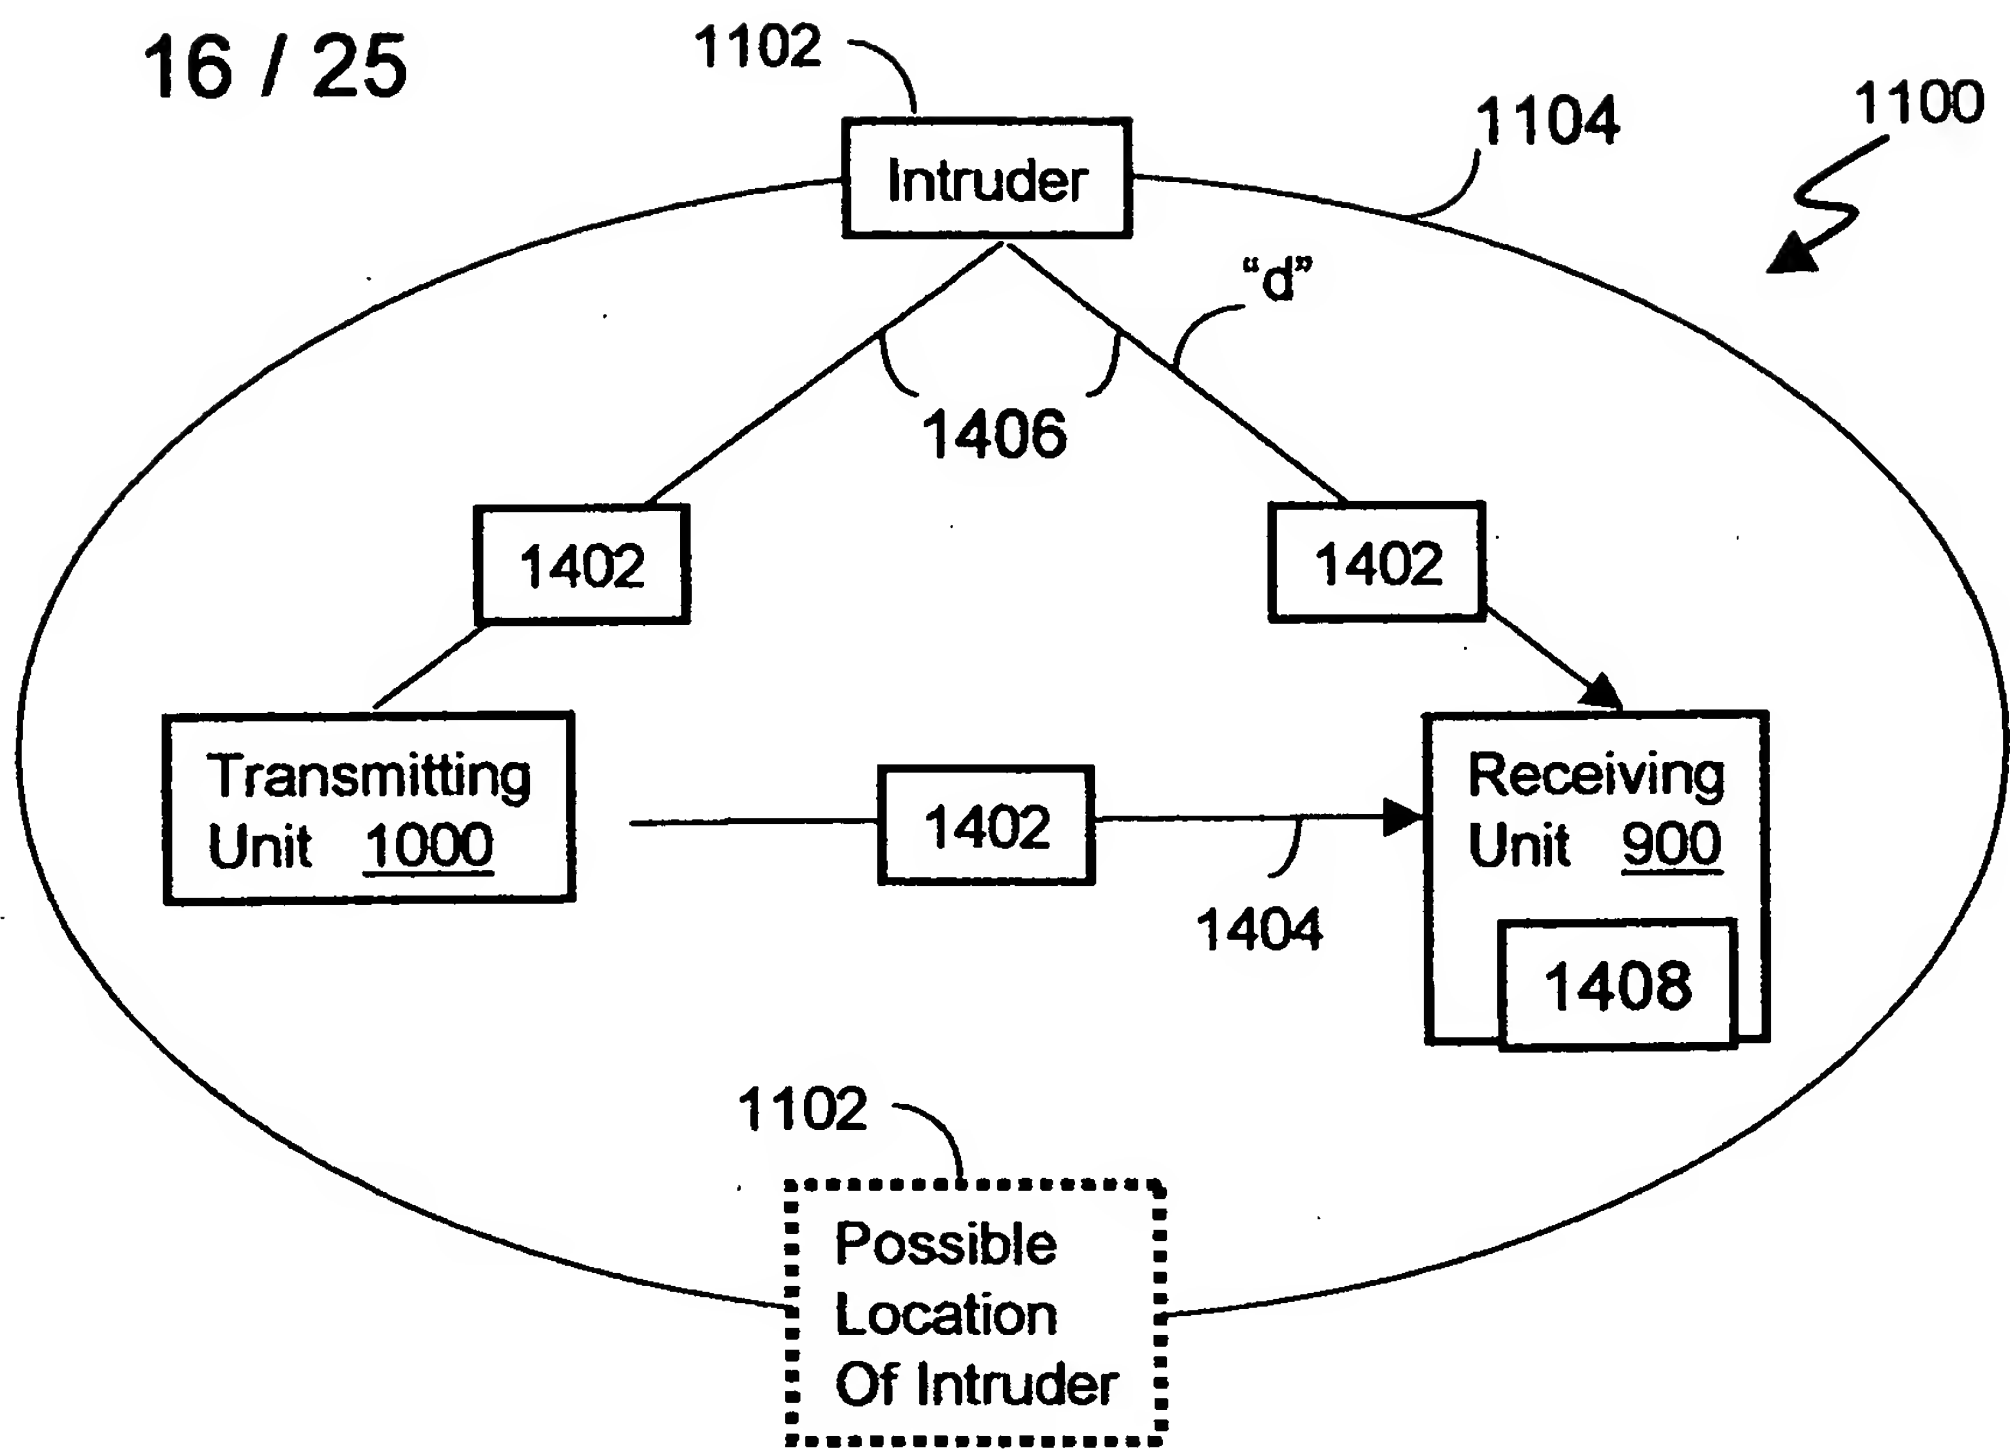 16 / 25
1102
1104
1100
Intruder
“d”
1406
1402
1402
Transmitting
Unit 1000
1402
Receiving
Unit 900
1404
1408
1102
Possible
Location
Of Intruder